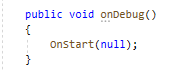 public void onDebug()
{
OnStart(null);
}